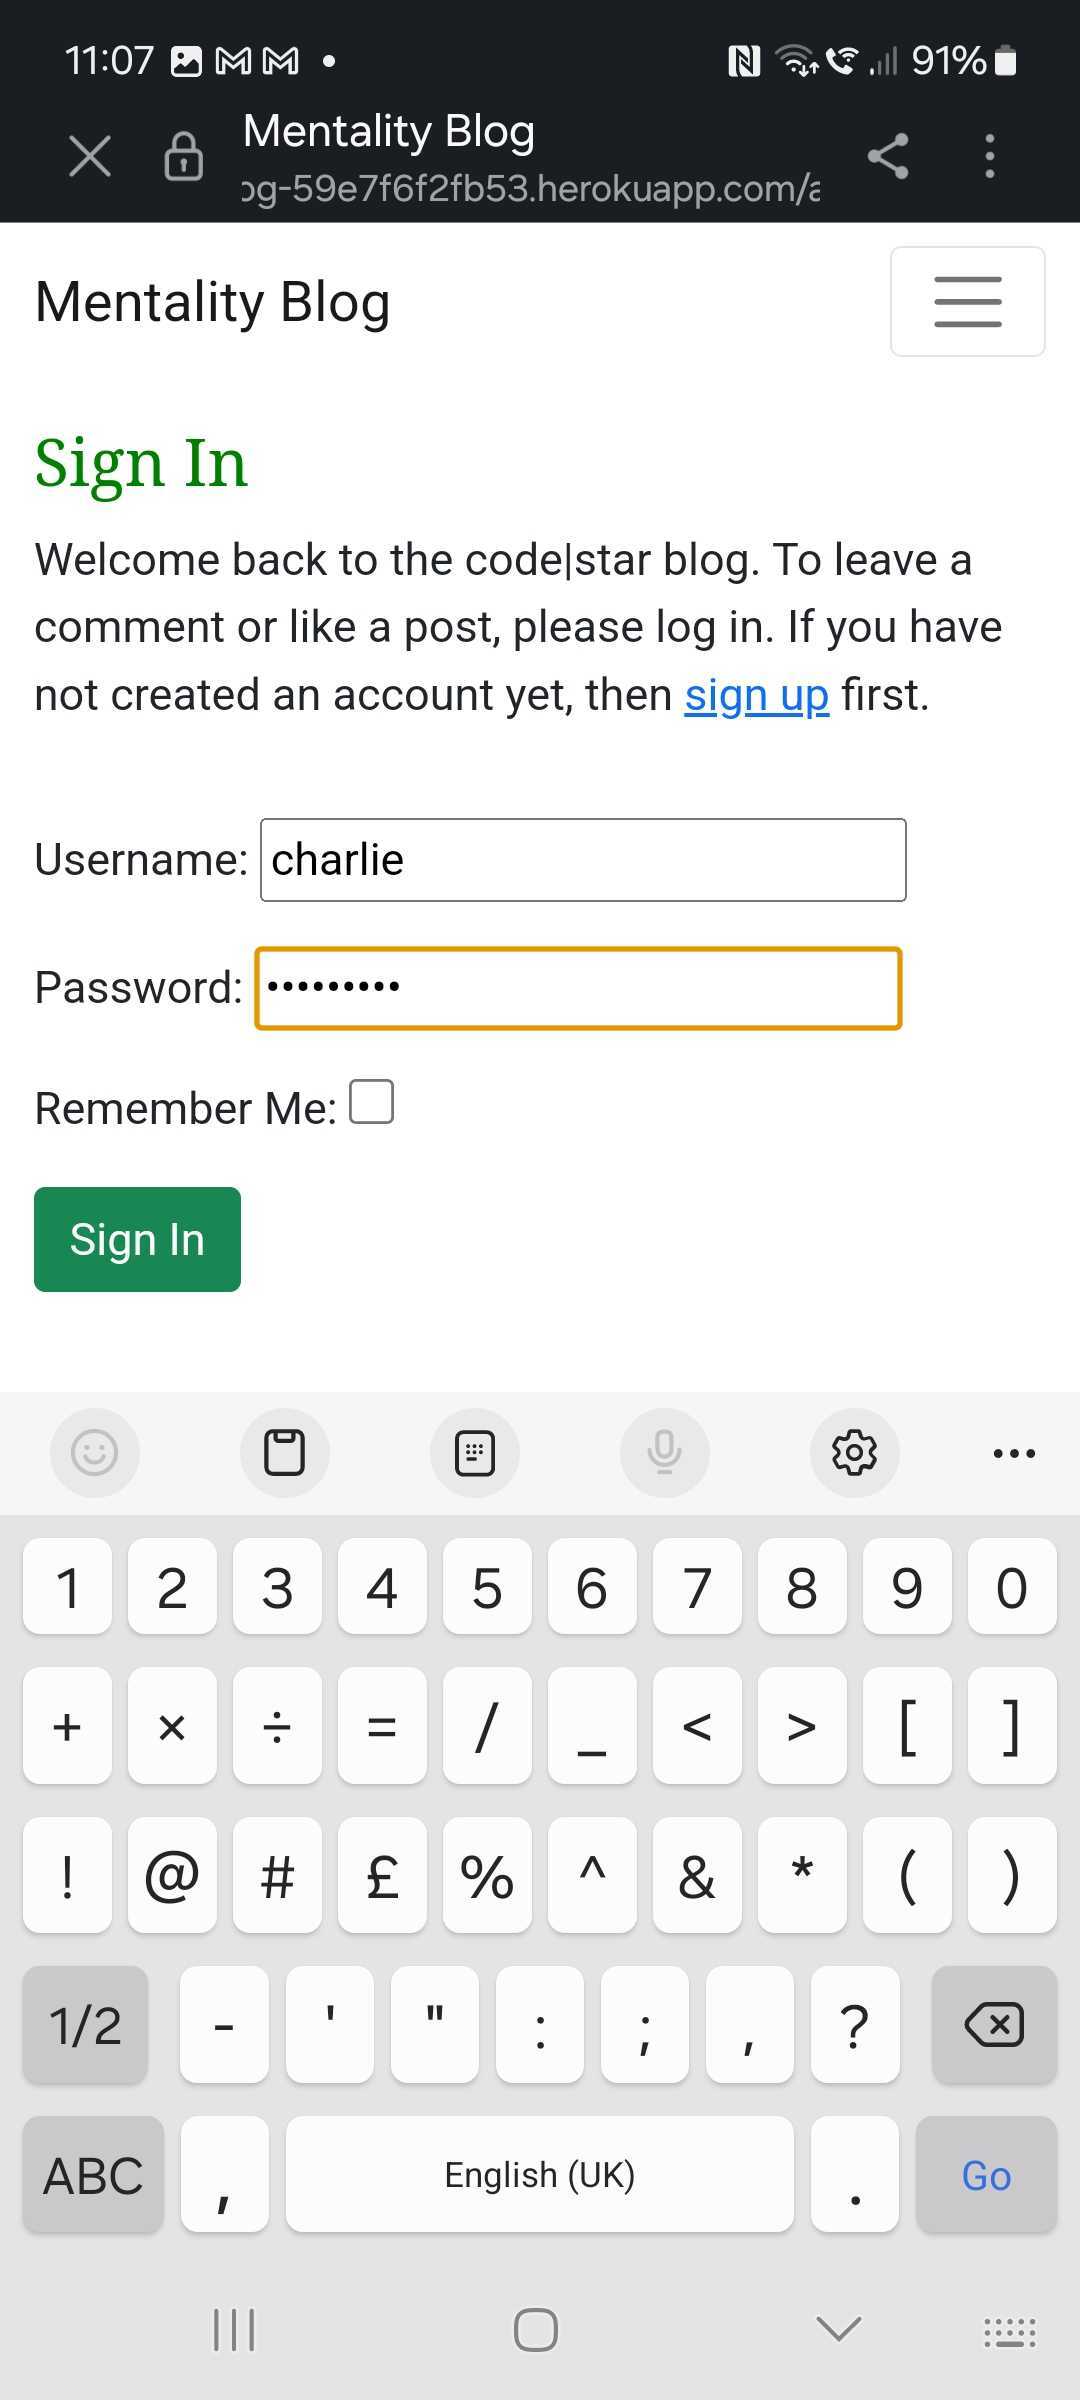 11:07 91%
Mentality Blog
og-59e7f6f2fb53.herokuapp.com/a
Mentality Blog
Sign In
Welcome back to the code|star blog. To leave a
comment or like a post, please log in. If you have
not created an account yet, then sign up first.
Username: charlie
Password: •••••••••
Remember Me:
Sign In
1 2 3 4 5 6 7 8 9 0
+ × ÷ = / _ < > [ ]
! @ # £ % ^ & * ( )
1/2 - ' " : ; , ?
ABC , English (UK) . Go